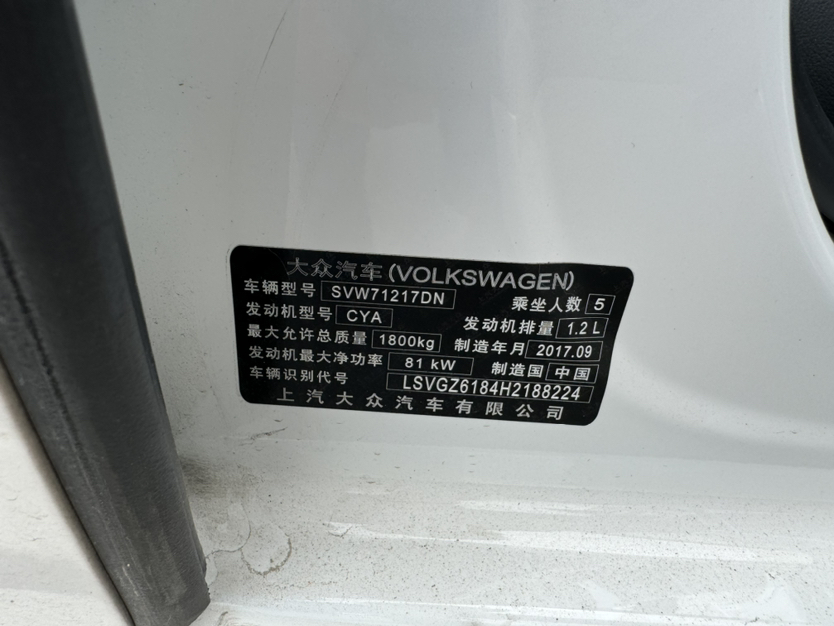 大众汽车(VOLKSWAGEN)
车辆型号 SVW71217DN 乘坐人数 5
发动机型号 CYA 发动机排量 1.2 L
最大允许总质量 1800kg 制造年月 2017.09
发动机最大净功率 81 kW 制造国 中国
车辆识别代号 LSVGZ6184H2188224
上汽大众汽车有限公司